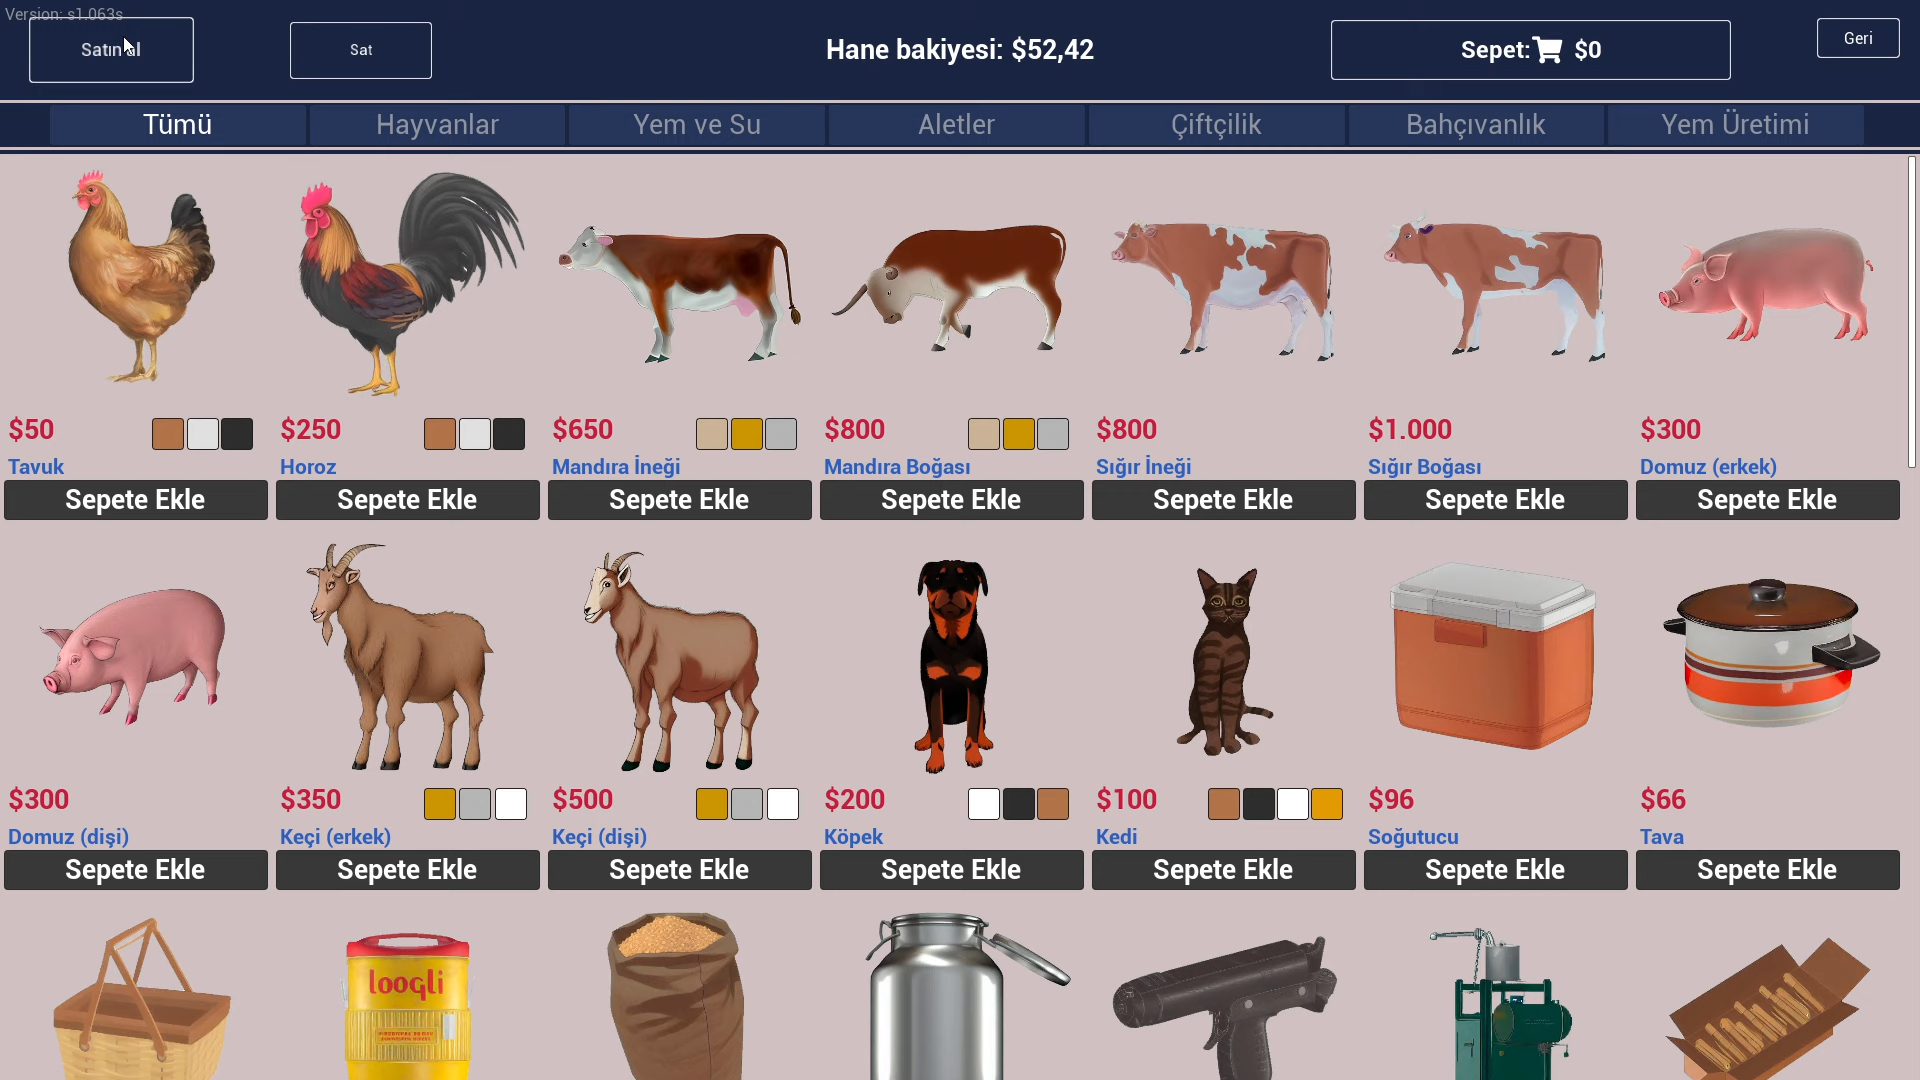 Version: s1.063s
Satın al
Sat
Hane bakiyesi: $52,42
Sepet: $0
Geri
Tümü
Hayvanlar
Yem ve Su
Aletler
Çiftçilik
Bahçıvanlık
Yem Üretimi
$50
$250
$650
$800
$800
$1.000
$300
Tavuk
Horoz
Mandıra İneği
Mandıra Boğası
Sığır İneği
Sığır Boğası
Domuz (erkek)
Sepete Ekle
Sepete Ekle
Sepete Ekle
Sepete Ekle
Sepete Ekle
Sepete Ekle
Sepete Ekle
$300
$350
$500
$200
$100
$96
$66
Domuz (dişi)
Keçi (erkek)
Keçi (dişi)
Köpek
Kedi
Soğutucu
Tava
Sepete Ekle
Sepete Ekle
Sepete Ekle
Sepete Ekle
Sepete Ekle
Sepete Ekle
Sepete Ekle
loogli